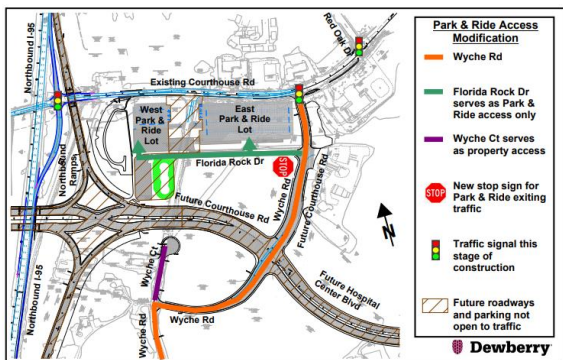 Northbound I-95
Red Oak Dr
Existing Courthouse Rd
West
Park &
Ride
Lot
East
Park & Ride
Lot
Florida Rock Dr
STOP
Northbound
Ramps
Future Courthouse Rd
Wyche Rd
Future Courthouse Rd
Wyche Ct
Northbound I-95
Wyche Rd
Wyche Rd
Future Hospital
Center Blvd
N
Park & Ride Access
Modification
Wyche Rd
Florida Rock Dr
serves as Park &
Ride access only
Wyche Ct serves
as property access
STOP
New stop sign for
Park & Ride exiting
traffic
Traffic signal this
stage of
construction
Future roadways
and parking not
open to traffic
Dewberry